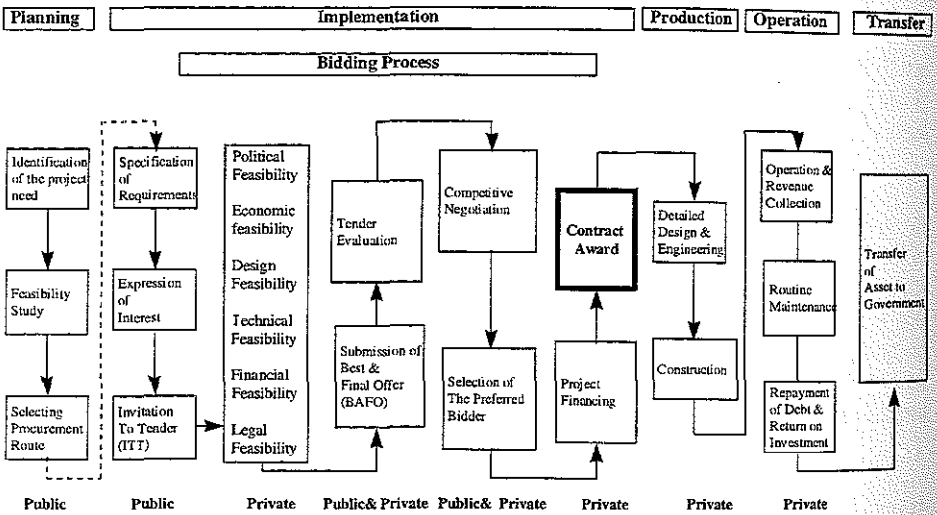 Planning
Implementation
Production
Operation
Transfer
Bidding Process
Identification
of the project
need
Feasibility
Study
Selecting
Procurement
Route
Specification
of
Requirements
Expression
of
Interest
Invitation
To Tender
(ITT)
Political
Feasibility
Economic
feasibility
Design
Feasibility
Technical
Feasibility
Financial
Feasibility
Legal
Feasibility
Tender
Evaluation
Submission of
Best &
Final Offer
(BAFO)
Competitive
Negotiation
Selection of
The Preferred
Bidder
Contract
Award
Project
Financing
Detailed
Design &
Engineering
Construction
Operation &
Revenue
Collection
Routine
Maintenance
Repayment
of Debt &
Return on
Investment
Transfer
of
Asset to
Government
Public
Public
Private
Public& Private
Public& Private
Private
Private
Private